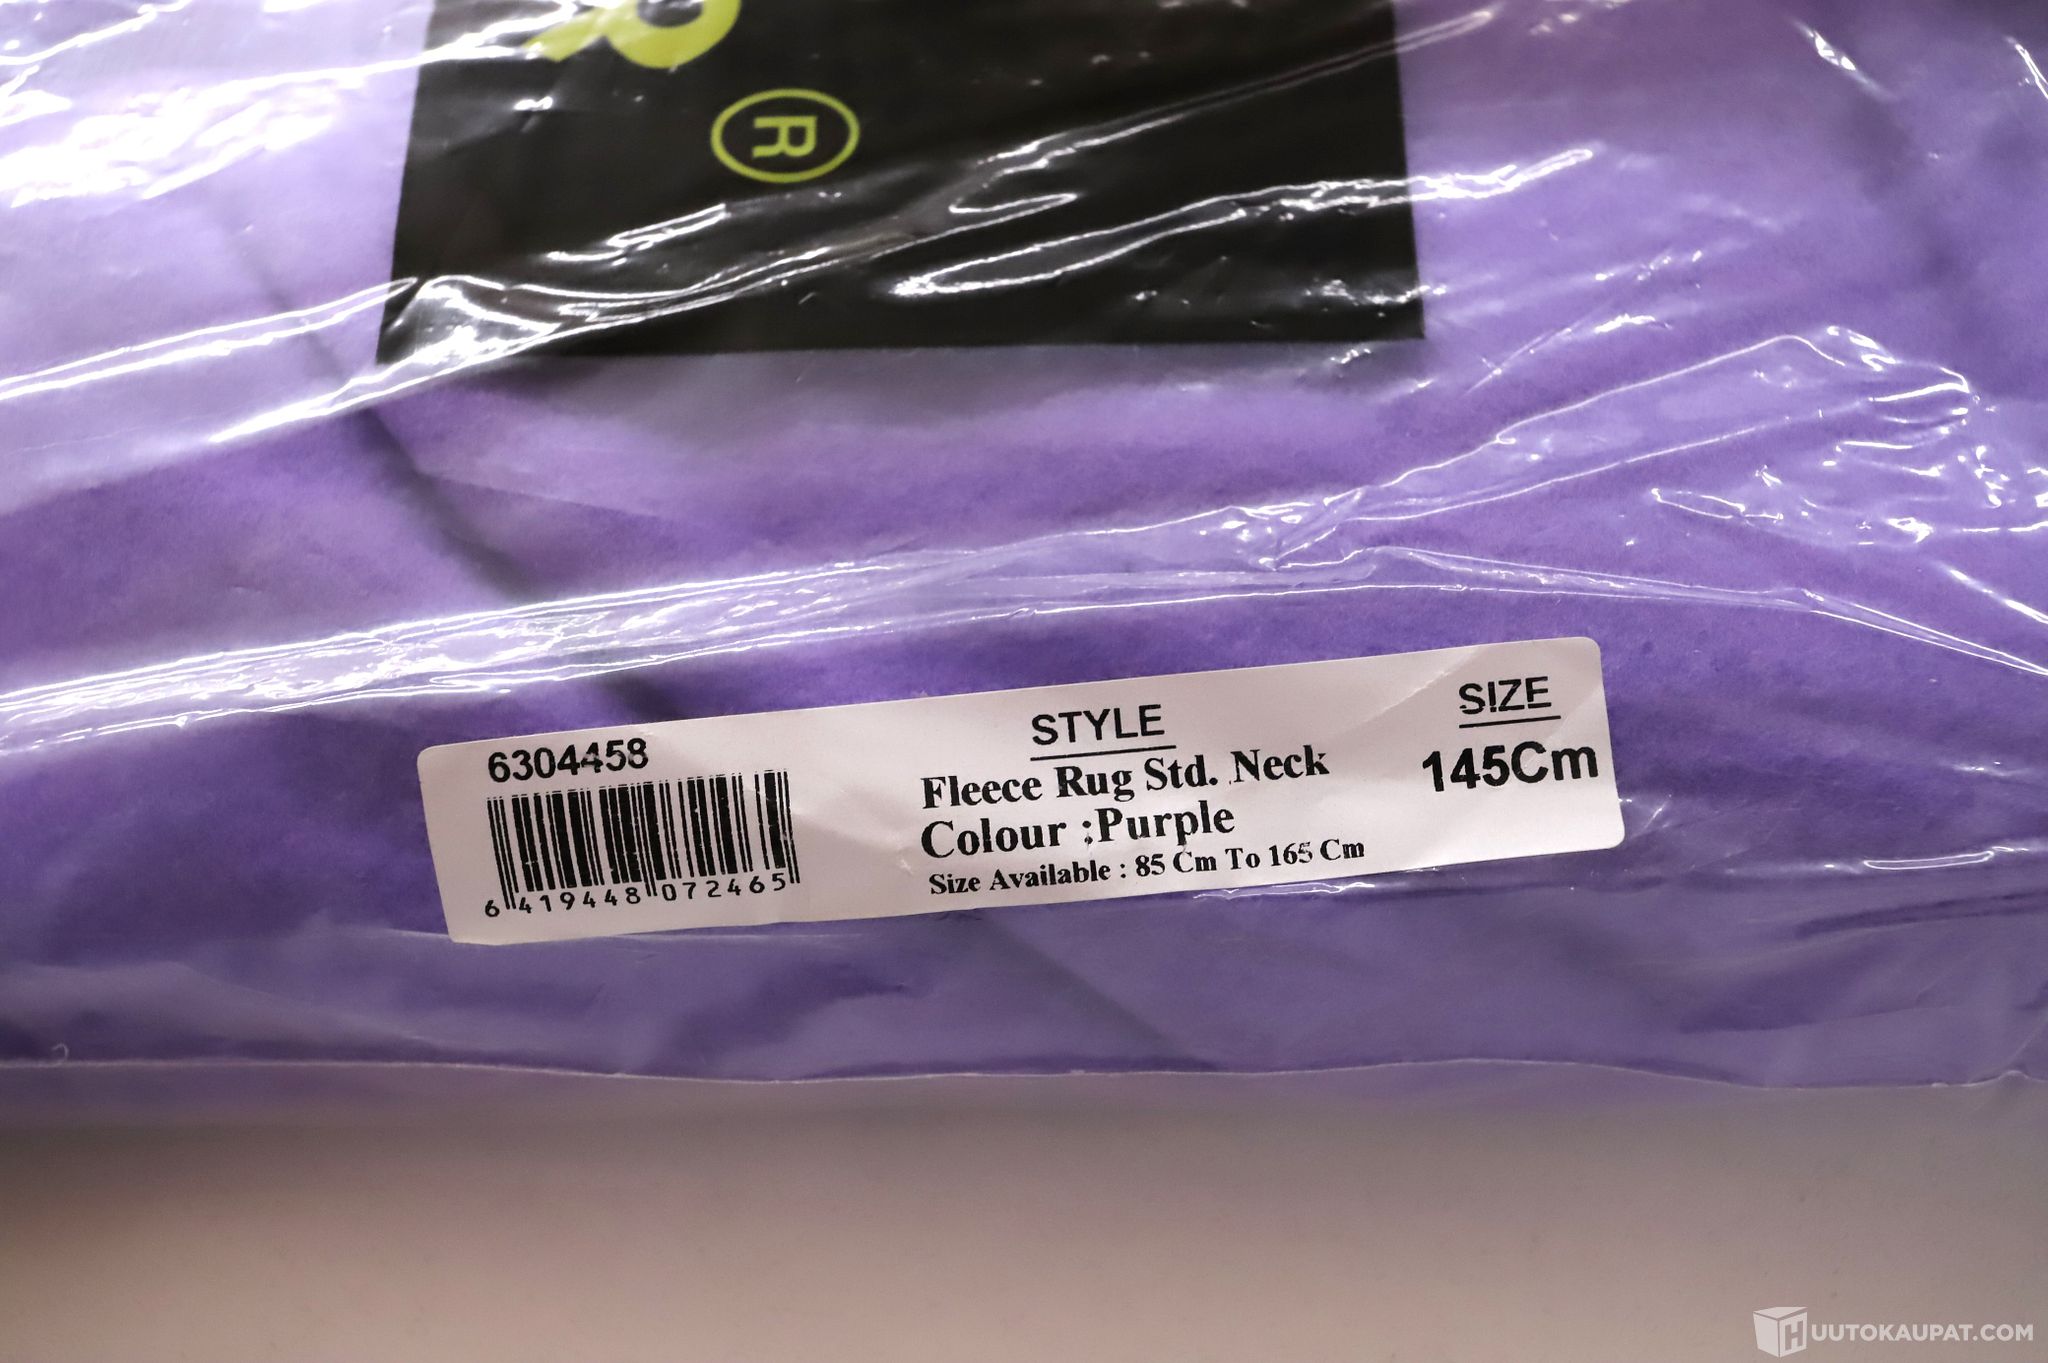 R
6304458
6 419448 072465
STYLE
Fleece Rug Std. Neck
Colour :Purple
Size Available : 85 Cm To 165 Cm
SIZE
145Cm
HUUTOKAUPAT.COM